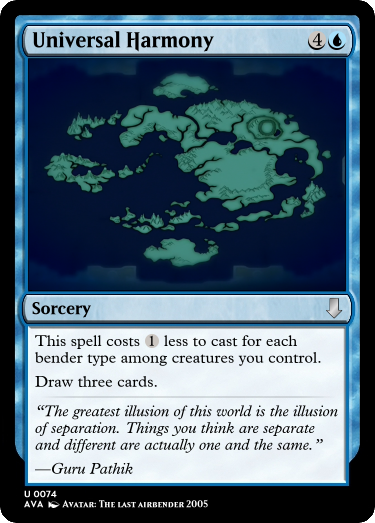 Universal Harmony 4
Sorcery
This spell costs 1 less to cast for each
bender type among creatures you control.
Draw three cards.
“The greatest illusion of this world is the illusion
of separation. Things you think are separate
and different are actually one and the same.”
—Guru Pathik
U 0074
AVA Avatar: The last airbender 2005